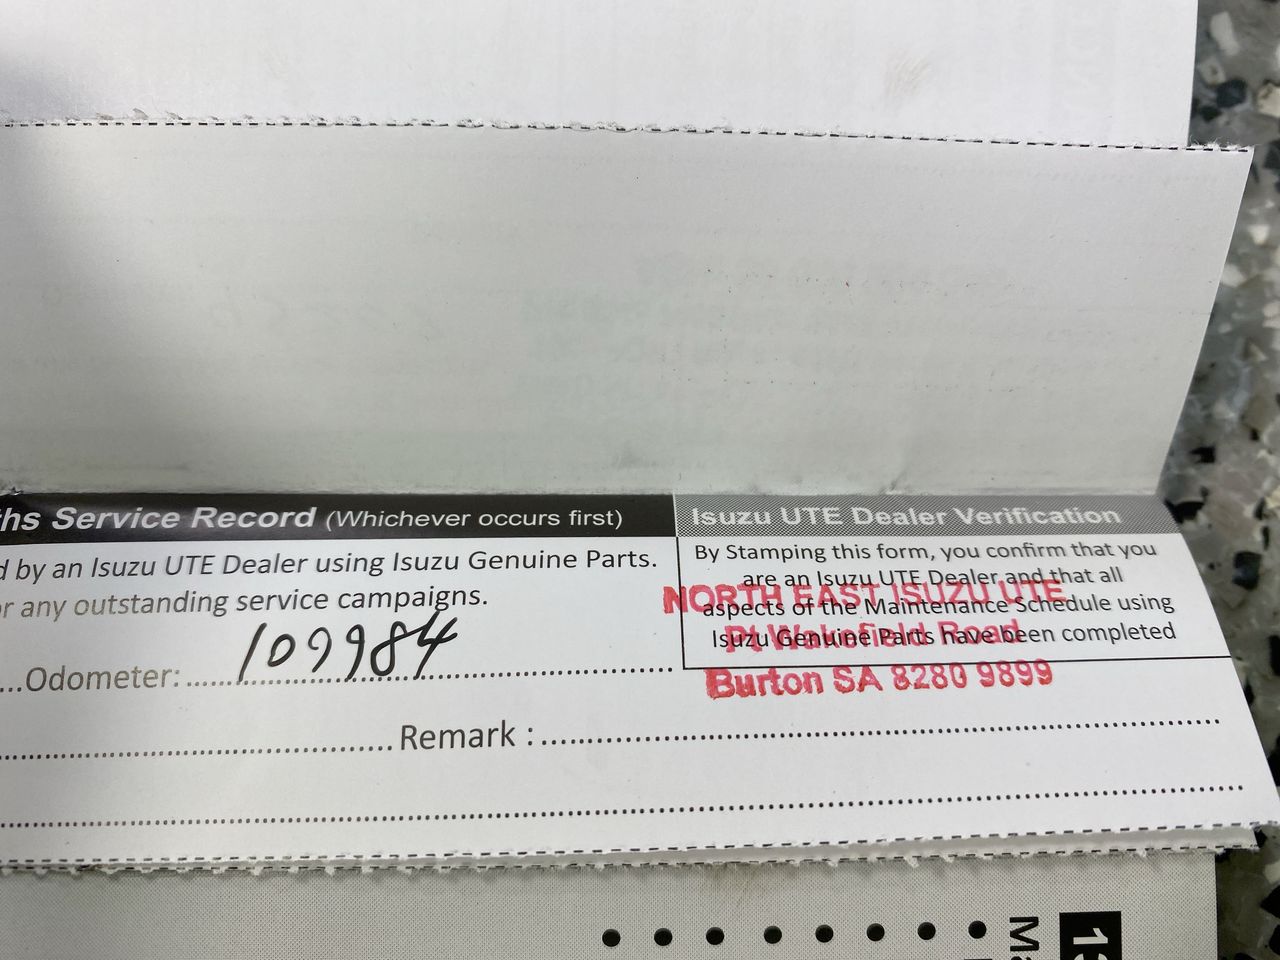 ths Service Record (Whichever occurs first)
Isuzu UTE Dealer Verification
d by an Isuzu UTE Dealer using Isuzu Genuine Parts.
or any outstanding service campaigns.
Odometer: 109984
By Stamping this form, you confirm that you
are an Isuzu UTE Dealer and that all
aspects of the Maintenance Schedule using
Isuzu Genuine Parts have been completed
NORTH EAST ISUZU UTE
Pt Wakefield Road
Burton SA 8280 9899
Remark :